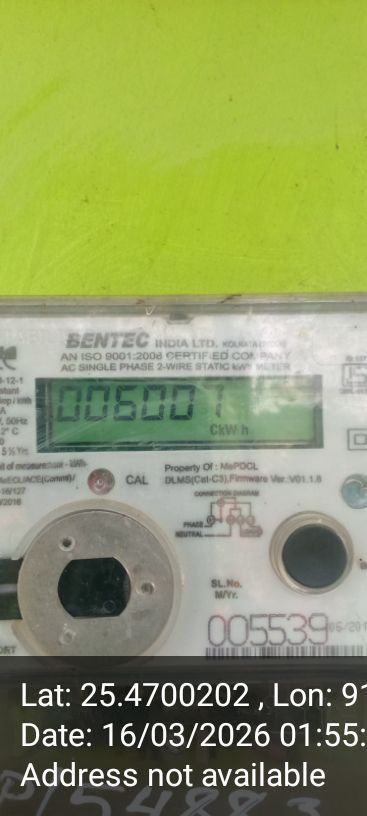 BENTEC INDIA LTD.
AN ISO 9001:2008 CERTIFIED COMPANY
AC SINGLE PHASE 2-WIRE STATIC kWh METER
006007
CkW h
CAL
Property Of : MePDCL
DLMS(Cat-C3),Firmware Ver.:V01.1.8
CONNECTION DIAGRAM
PHASE
NEUTRAL
SL.No.
M/Yr.
005539
Lat: 25.4700202 , Lon: 91
Date: 16/03/2026 01:55:
Address not available